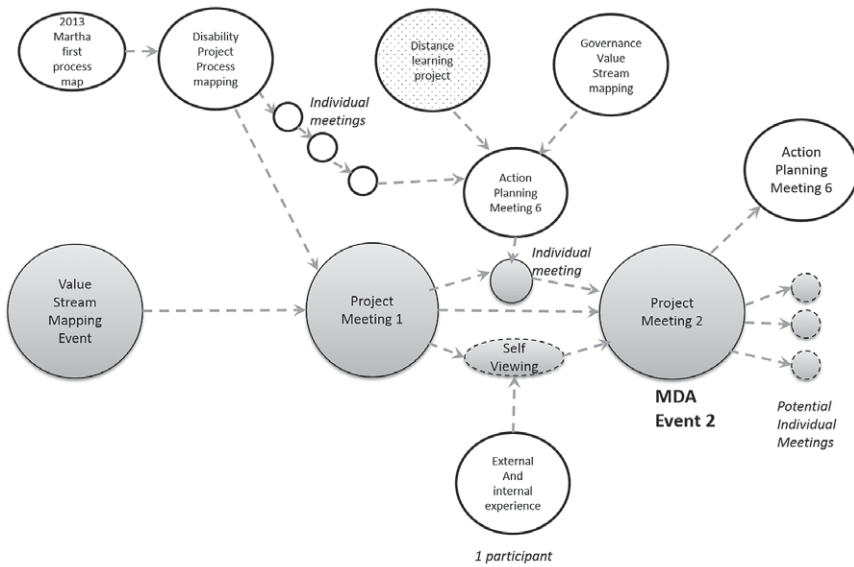 2013
Martha
first
process
map
Disability
Project
Process
mapping
Individual
meetings
Distance
learning
project
Governance
Value
Stream
mapping
Action
Planning
Meeting 6
Action
Planning
Meeting 6
Value
Stream
Mapping
Event
Project
Meeting 1
Individual
meeting
Self
Viewing
Project
Meeting 2
MDA
Event 2
Potential
Individual
Meetings
External
And
internal
experience
1 participant